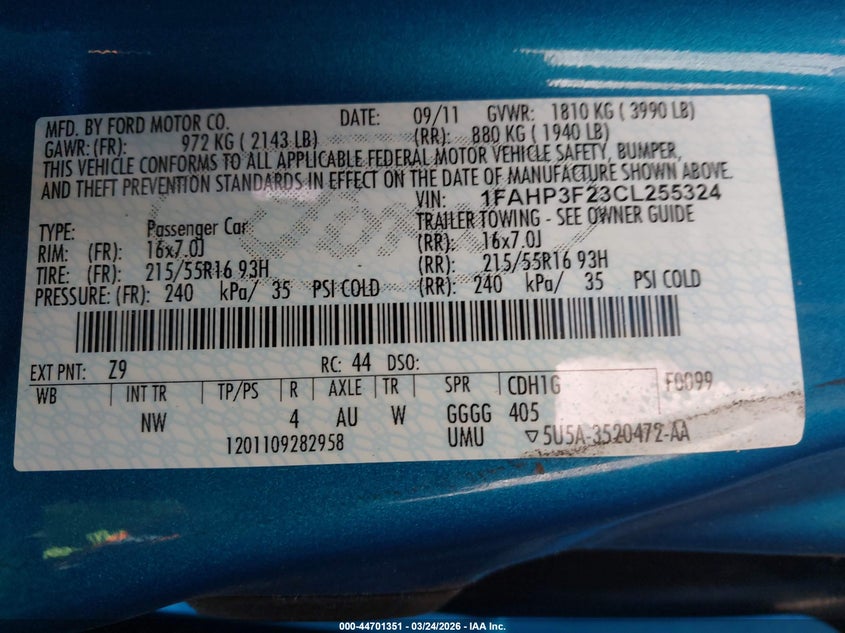 MFD. BY FORD MOTOR CO. DATE: 09/11 GVWR: 1810 KG ( 3990 LB)
GAWR: (FR): 972 KG ( 2143 LB) (RR): 880 KG ( 1940 LB)
THIS VEHICLE CONFORMS TO ALL APPLICABLE FEDERAL MOTOR VEHICLE SAFETY, BUMPER,
AND THEFT PREVENTION STANDARDS IN EFFECT ON THE DATE OF MANUFACTURE SHOWN ABOVE.
VIN: 1FAHP3F23CL255324
TYPE: Passenger Car TRAILER TOWING - SEE OWNER GUIDE
RIM: (FR): 16x7.0J (RR): 16x7.0J
TIRE: (FR): 215/55R16 93H (RR): 215/55R16 93H
PRESSURE: (FR): 240 kPa/ 35 PSI COLD (RR): 240 kPa/ 35 PSI COLD
EXT PNT: Z9 RC: 44 DSO:
WB INT TR TP/PS R AXLE TR SPR CDH1G F0099
NW 4 AU W GGGG 405
1201109282958 UMU ▽5U5A-3520472-AA
000-44701351 | 03/24/2026 | IAA Inc.